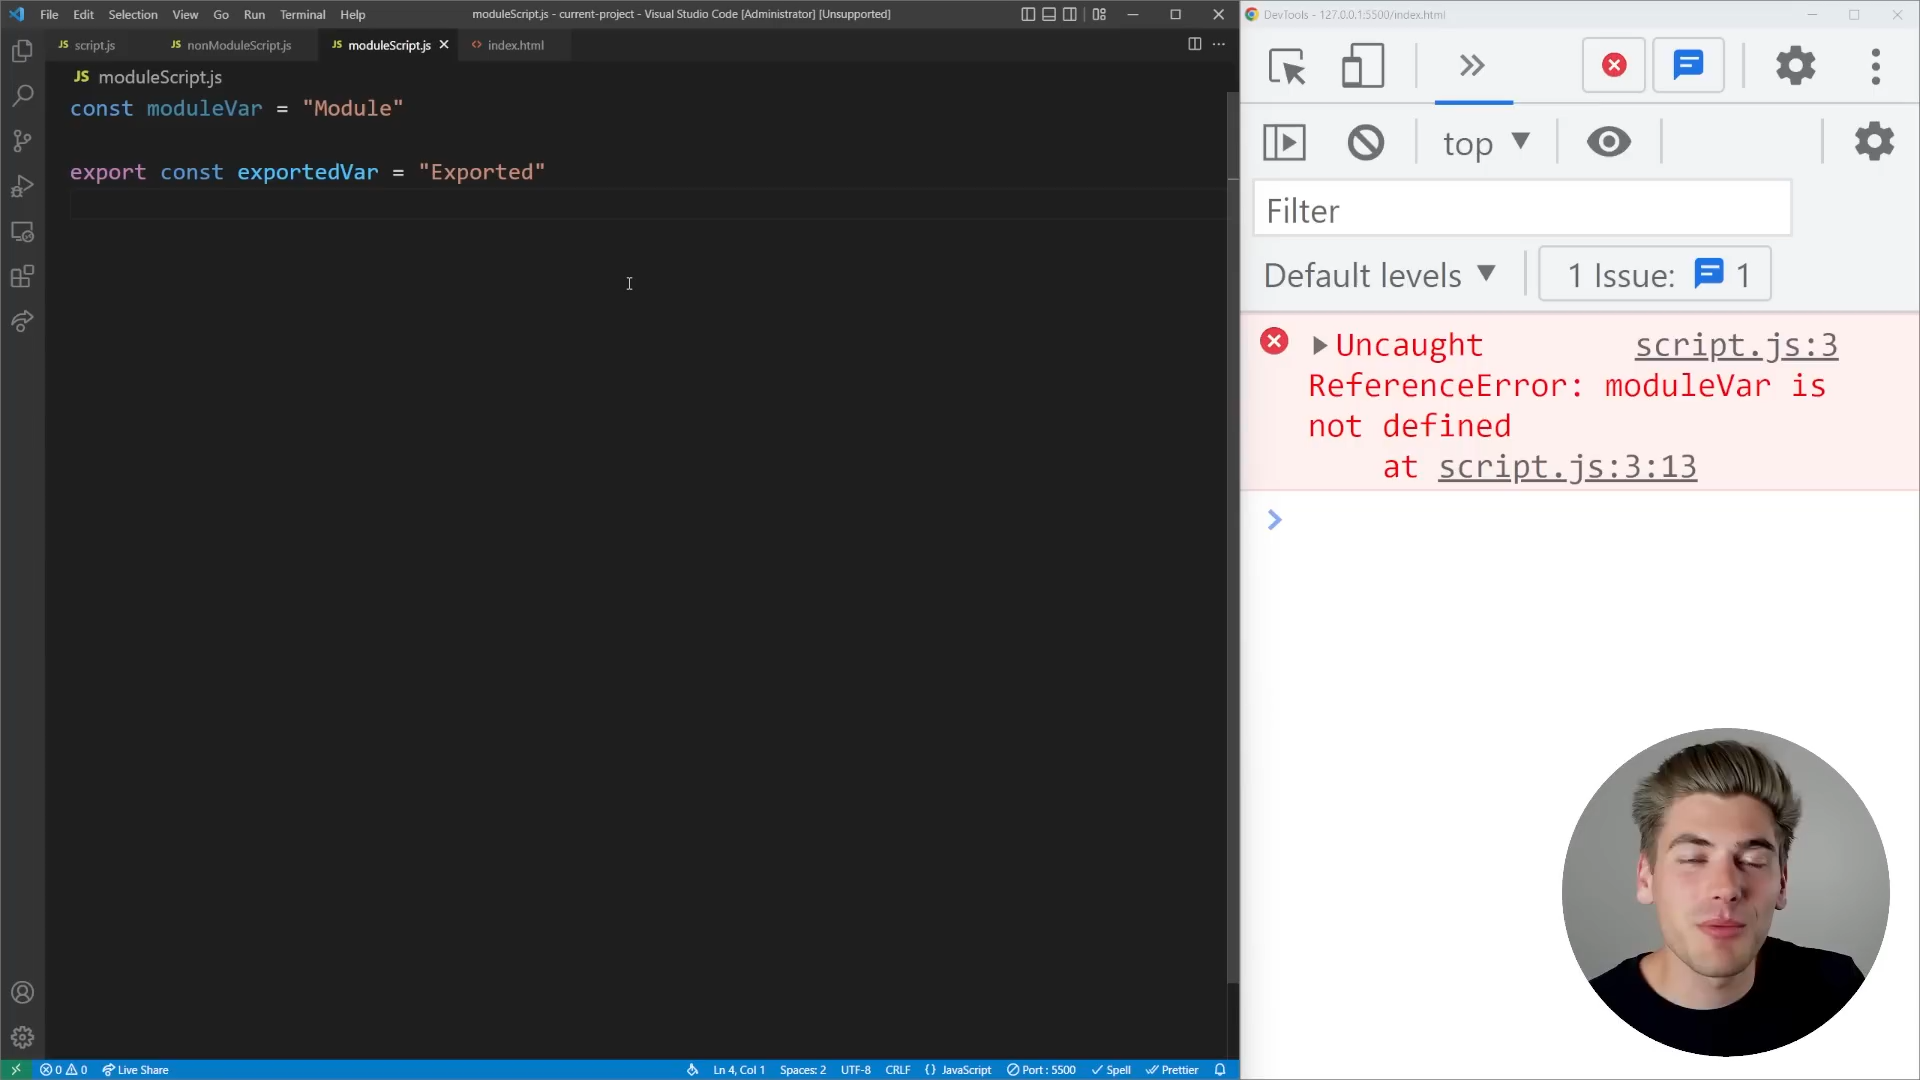 File Edit Selection View Go Run Terminal Help
moduleScript.js - current-project - Visual Studio Code [Administrator] [Unsupported]
JS script.js
JS nonModuleScript.js
JS moduleScript.js
<> index.html
JS moduleScript.js
const moduleVar = "Module"
export const exportedVar = "Exported"
0 0 Live Share
Ln 4, Col 1 Spaces: 2 UTF-8 CRLF {} JavaScript Port : 5500 Spell Prettier
DevTools - 127.0.0.1:5500/index.html
top
Filter
Default levels
1 Issue: 1
Uncaught script.js:3
ReferenceError: moduleVar is
not defined
at script.js:3:13